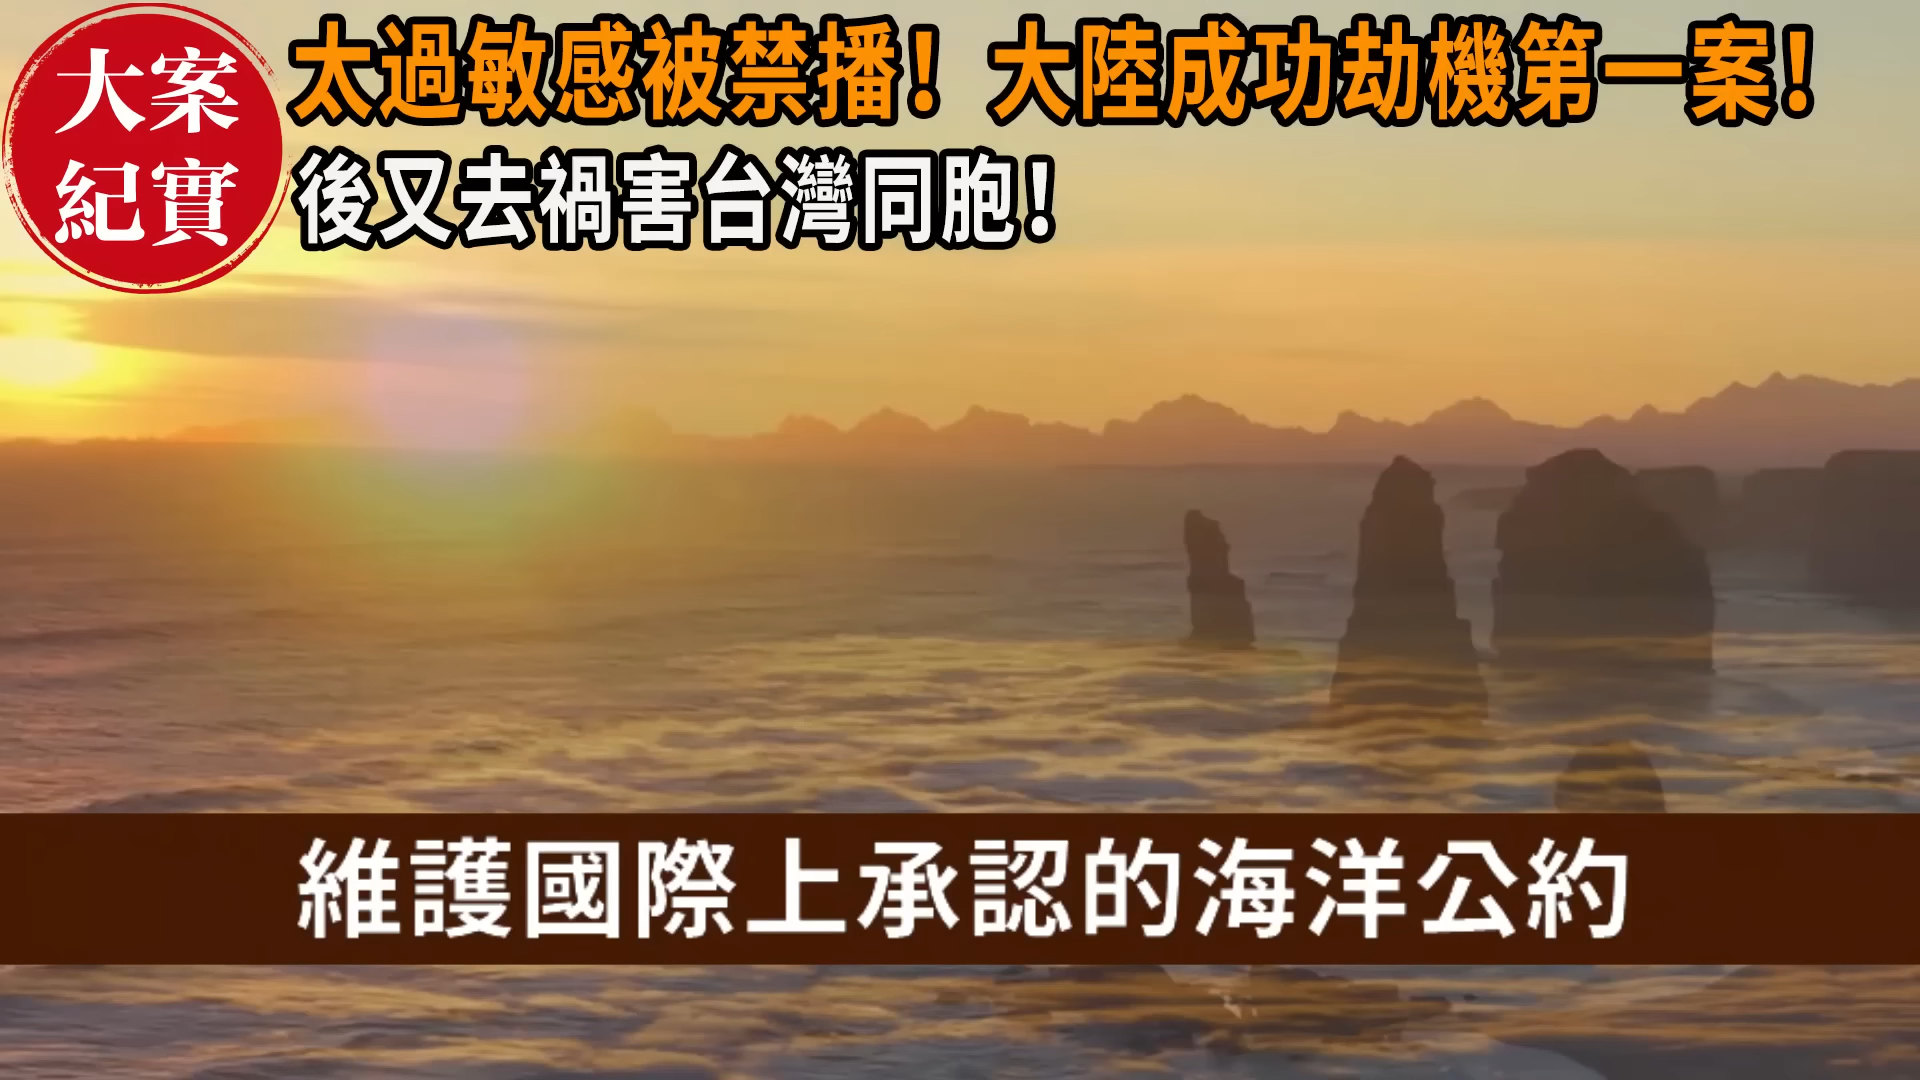 大案
紀實
太過敏感被禁播！大陸成功劫機第一案！
後又去禍害台灣同胞！
維護國際上承認的海洋公約